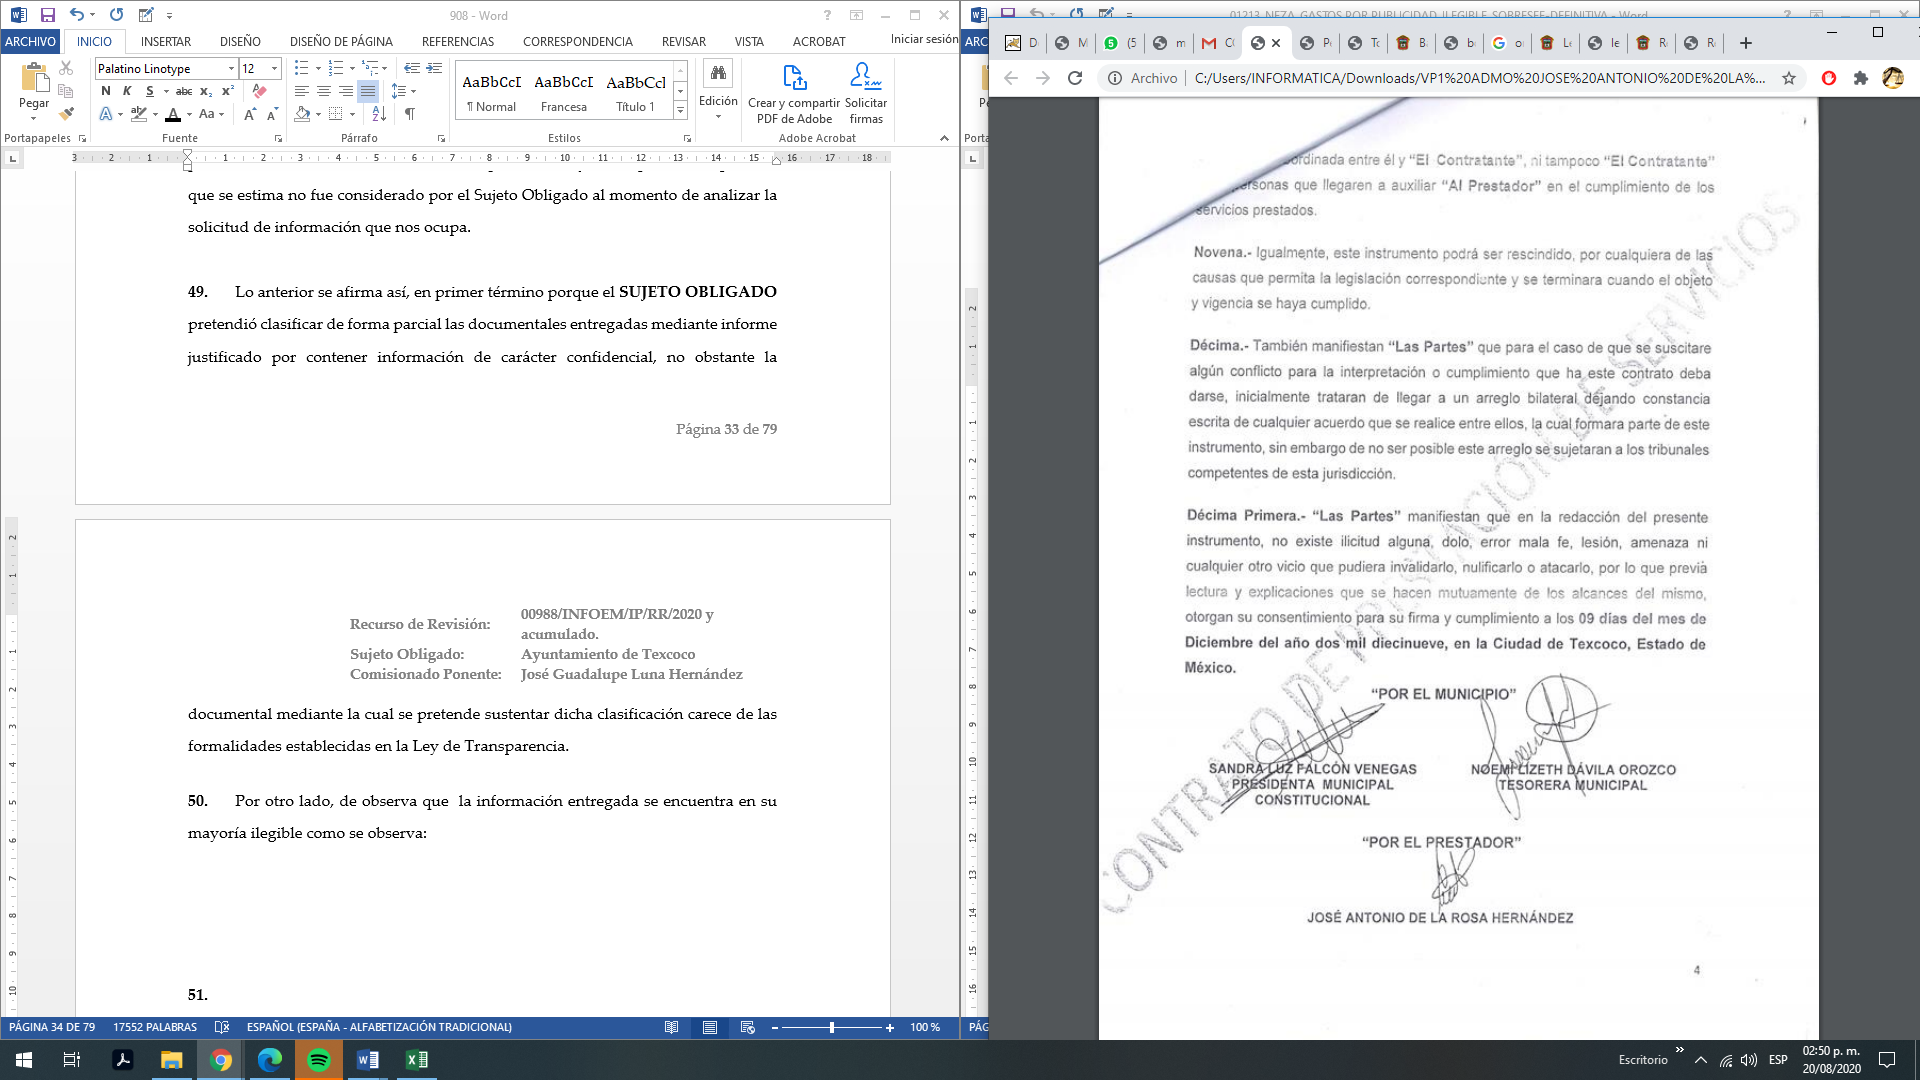 908 - Word
ARCHIVO INICIO INSERTAR DISEÑO DISEÑO DE PÁGINA REFERENCIAS CORRESPONDENCIA REVISAR VISTA ACROBAT Iniciar sesión
Pegar
Palatino Linotype 12
N K S abc x₂ x²
Aa
AaBbCcI AaBbCcI AaBbCcl
¶ Normal Francesa Título 1
Edición
Crear y compartir PDF de Adobe
Solicitar firmas
Portapapeles Fuente Párrafo Estilos Adobe Acrobat
que se estima no fue considerado por el Sujeto Obligado al momento de analizar la
solicitud de información que nos ocupa.
49. Lo anterior se afirma así, en primer término porque el SUJETO OBLIGADO
pretendió clasificar de forma parcial las documentales entregadas mediante informe
justificado por contener información de carácter confidencial, no obstante la
Página 33 de 79
Recurso de Revisión: 00988/INFOEM/IP/RR/2020 y
acumulado.
Sujeto Obligado: Ayuntamiento de Texcoco
Comisionado Ponente: José Guadalupe Luna Hernández
documental mediante la cual se pretende sustentar dicha clasificación carece de las
formalidades establecidas en la Ley de Transparencia.
50. Por otro lado, de observa que la información entregada se encuentra en su
mayoría ilegible como se observa:
51.
PÁGINA 34 DE 79 17552 PALABRAS ESPAÑOL (ESPAÑA - ALFABETIZACIÓN TRADICIONAL) 100 %
01213_NEZA_GASTOS POR PUBLICIDAD_ILEGIBLE_SOBRESEE-DEFINITIVA - Word
Archivo C:/Users/INFORMATICA/Downloads/VP1%20ADMO%20JOSE%20ANTONIO%20DE%20LA%...
ordinada entre él y “El Contratante”, ni tampoco “El Contratante”
personas que llegaren a auxiliar “Al Prestador” en el cumplimiento de los
servicios prestados.
Novena.- Igualmente, este instrumento podrá ser rescindido, por cualquiera de las
causas que permita la legislación correspondiente y se terminara cuando el objeto
y vigencia se haya cumplido.
Décima.- También manifiestan “Las Partes” que para el caso de que se suscitare
algún conflicto para la interpretación o cumplimiento que ha este contrato deba
darse, inicialmente trataran de llegar a un arreglo bilateral dejando constancia
escrita de cualquier acuerdo que se realice entre ellos, la cual formara parte de este
instrumento, sin embargo de no ser posible este arreglo se sujetaran a los tribunales
competentes de esta jurisdicción.
Décima Primera.- “Las Partes” manifiestan que en la redacción del presente
instrumento, no existe ilicitud alguna, dolo, error mala fe, lesión, amenaza ni
cualquier otro vicio que pudiera invalidarlo, nulificarlo o atacarlo, por lo que previa
lectura y explicaciones que se hacen mutuamente de los alcances del mismo,
otorgan su consentimiento para su firma y cumplimiento a los 09 días del mes de
Diciembre del año dos mil diecinueve, en la Ciudad de Texcoco, Estado de
México.
“POR EL MUNICIPIO”
SANDRA LUZ FALCÓN VENEGAS NOEMI LIZETH DÁVILA OROZCO
PRESIDENTA MUNICIPAL TESORERA MUNICIPAL
CONSTITUCIONAL
“POR EL PRESTADOR”
JOSÉ ANTONIO DE LA ROSA HERNÁNDEZ
4
CONTRATO DE PRESTACIÓN DE SERVICIOS
Escritorio ESP 02:50 p. m.
20/08/2020